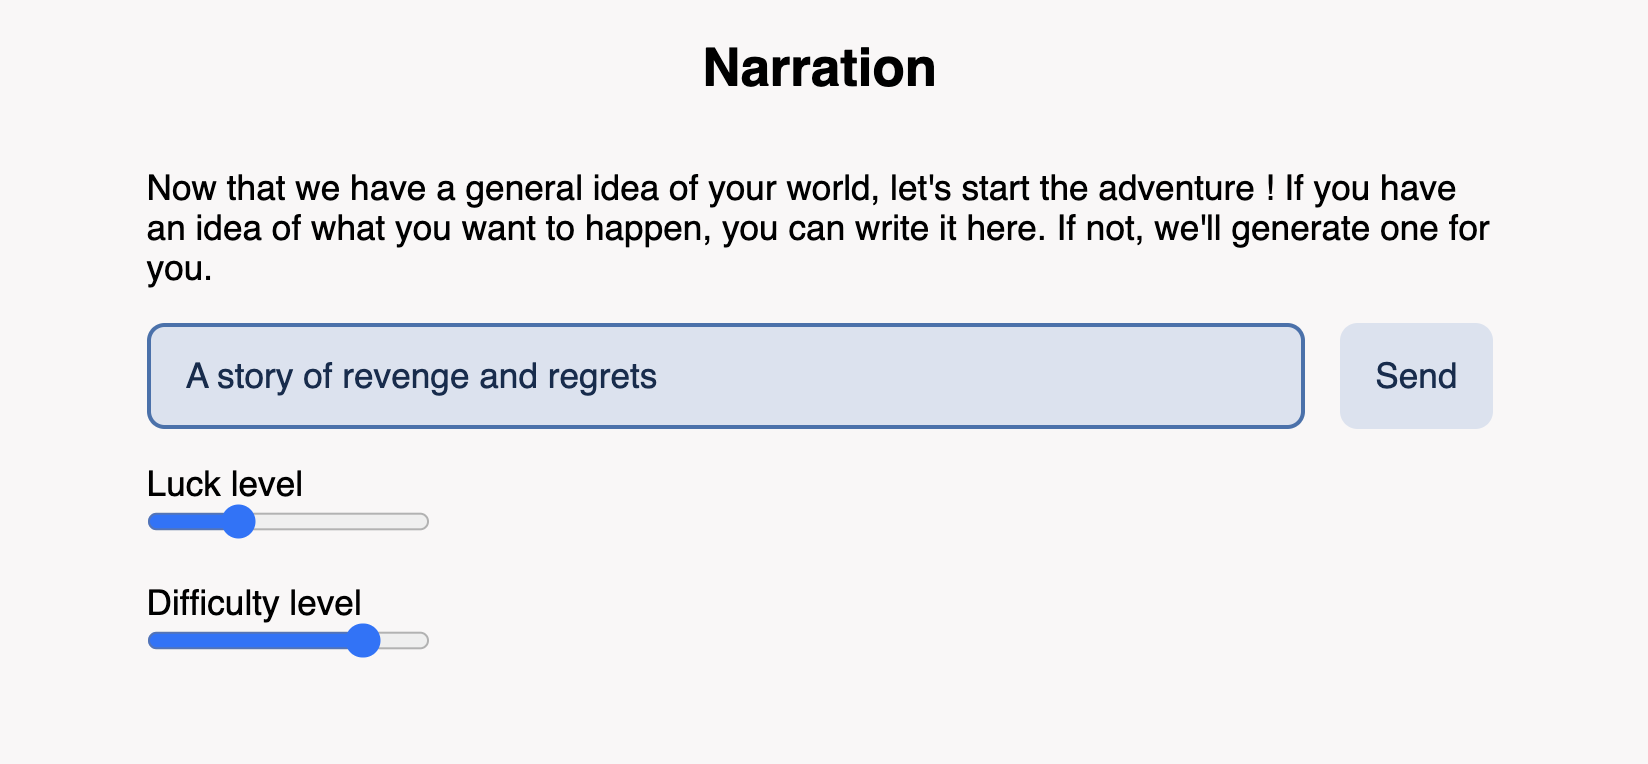 Narration
Now that we have a general idea of your world, let's start the adventure ! If you have
an idea of what you want to happen, you can write it here. If not, we'll generate one for
you.
A story of revenge and regrets
Send
Luck level
Difficulty level